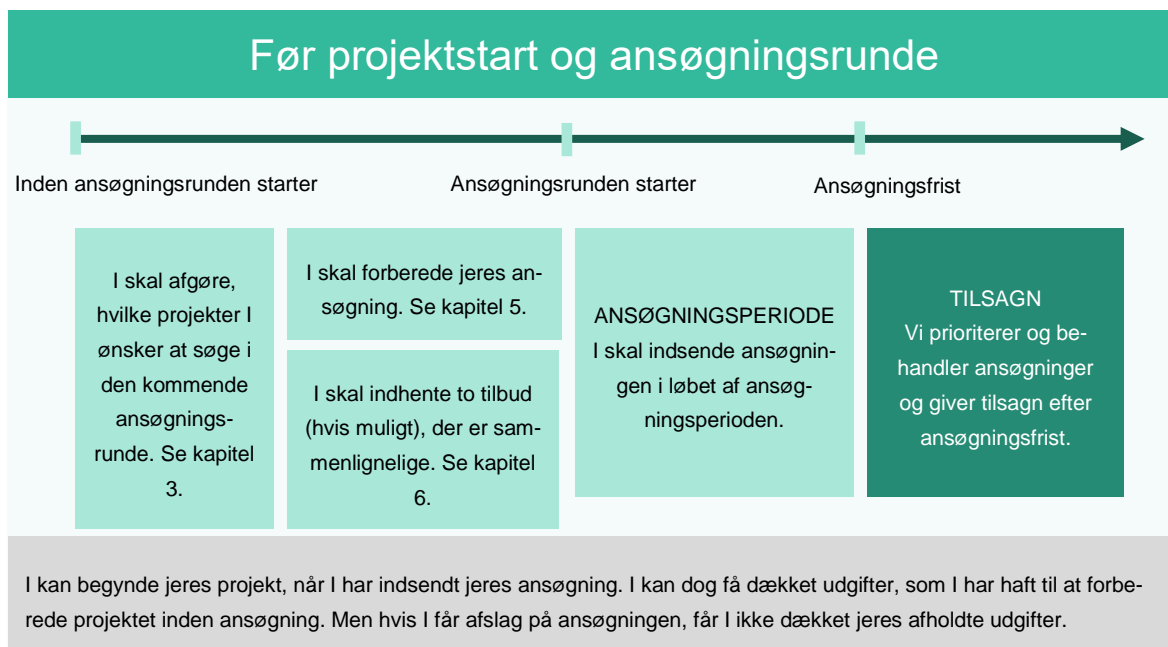 Før projektstart og ansøgningsrunde
Inden ansøgningsrunden starter
Ansøgningsrunden starter
Ansøgningsfrist
I skal afgøre,
hvilke projekter I
ønsker at søge i
den kommende
ansøgnings-
runde. Se kapitel
3.
I skal forberede jeres an-
søgning. Se kapitel 5.
I skal indhente to tilbud
(hvis muligt), der er sam-
menlignelige. Se kapitel
6.
ANSØGNINGSPERIODE
I skal indsende ansøgnin-
gen i løbet af ansøg-
ningsperioden.
TILSAGN
Vi prioriterer og be-
handler ansøgninger
og giver tilsagn efter
ansøgningsfrist.
I kan begynde jeres projekt, når I har indsendt jeres ansøgning. I kan dog få dækket udgifter, som I har haft til at forbe-
rede projektet inden ansøgning. Men hvis I får afslag på ansøgningen, får I ikke dækket jeres afholdte udgifter.